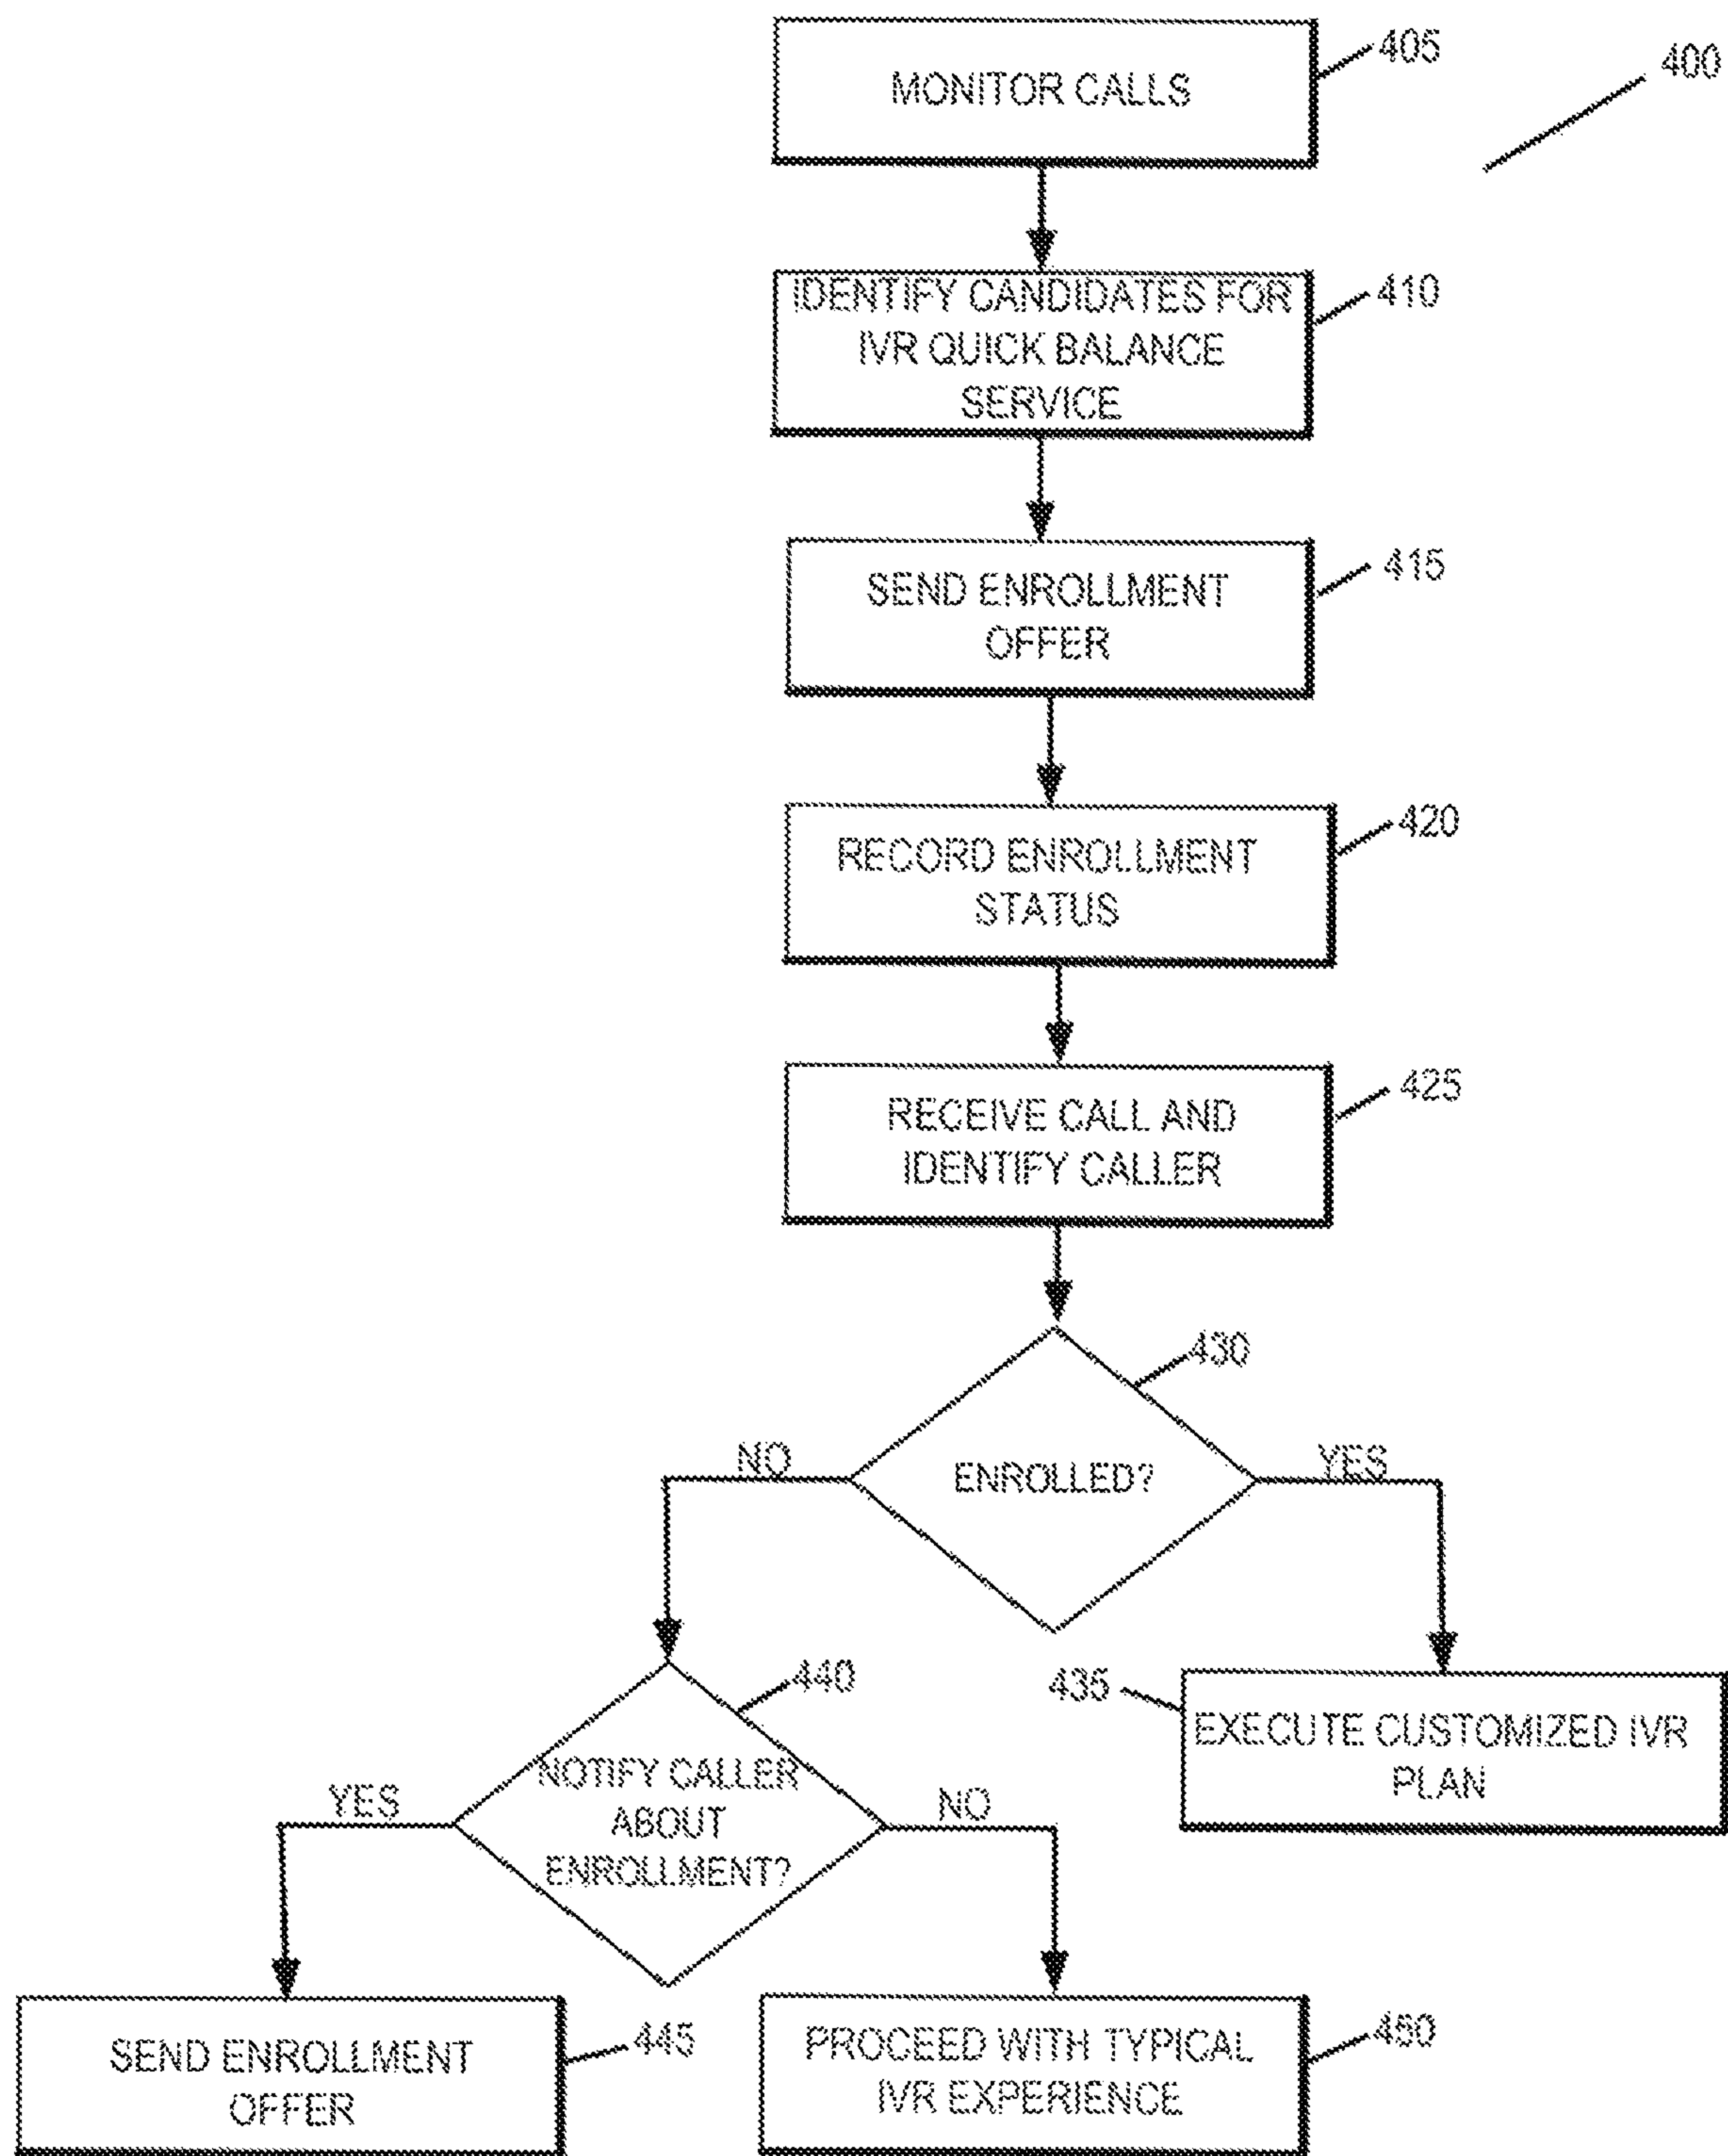 MONITOR CALLS
405
400
IDENTIFY CANDIDATES FOR
IVR QUICK BALANCE
SERVICE
410
SEND ENROLLMENT
OFFER
415
RECORD ENROLLMENT
STATUS
420
RECEIVE CALL AND
IDENTIFY CALLER
425
430
NO
ENROLLED?
YES
440
435
EXECUTE CUSTOMIZED IVR
PLAN
YES
NOTIFY CALLER
ABOUT
ENROLLMENT?
NO
SEND ENROLLMENT
OFFER
445
PROCEED WITH TYPICAL
IVR EXPERIENCE
450